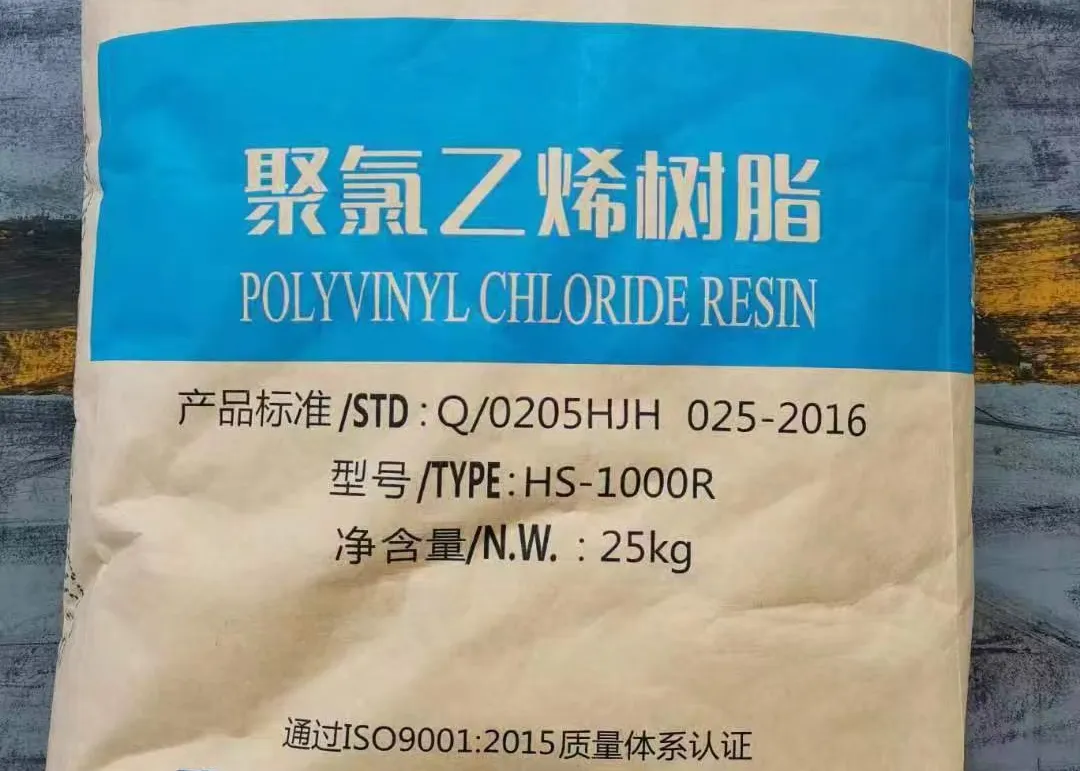 聚氯乙烯树脂
POLYVINYL CHLORIDE RESIN
产品标准/STD : Q/0205HJH 025-2016
型号/TYPE: HS-1000R
净含量/N.W. : 25kg
通过ISO9001:2015质量体系认证